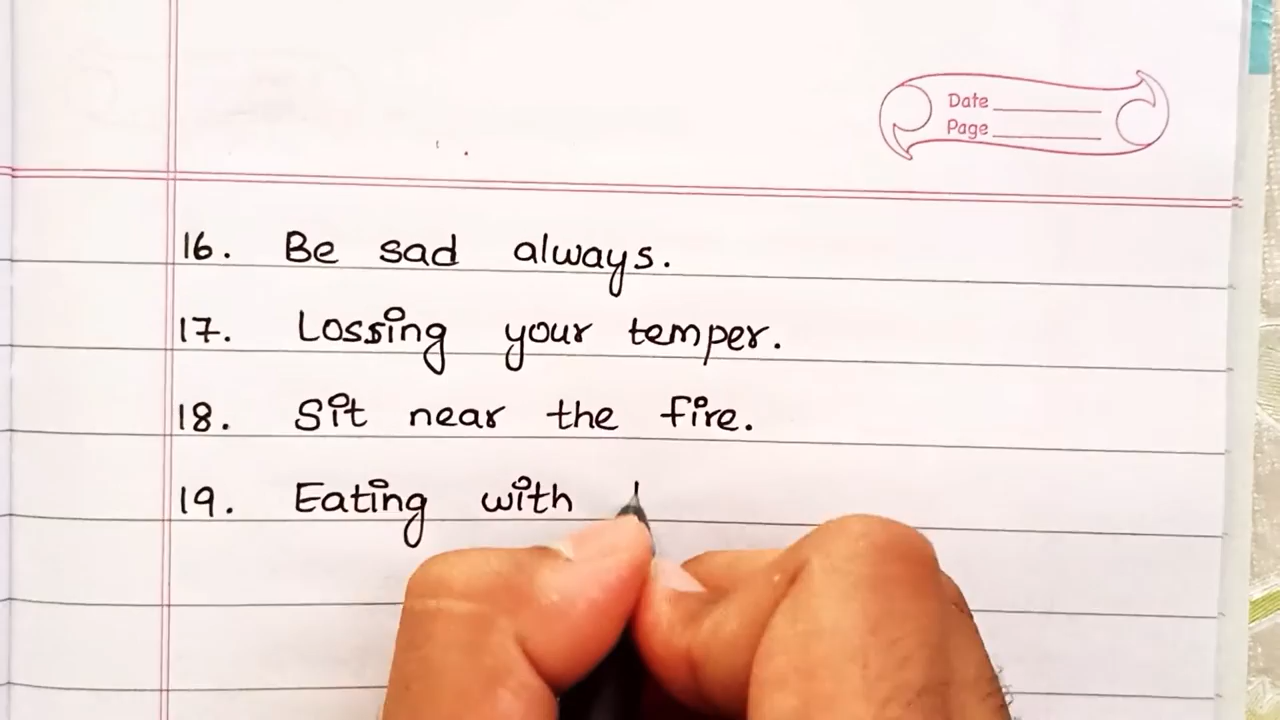 Date
Page
16. Be sad always.
17. Lossing your temper.
18. Sit near the fire.
19. Eating with